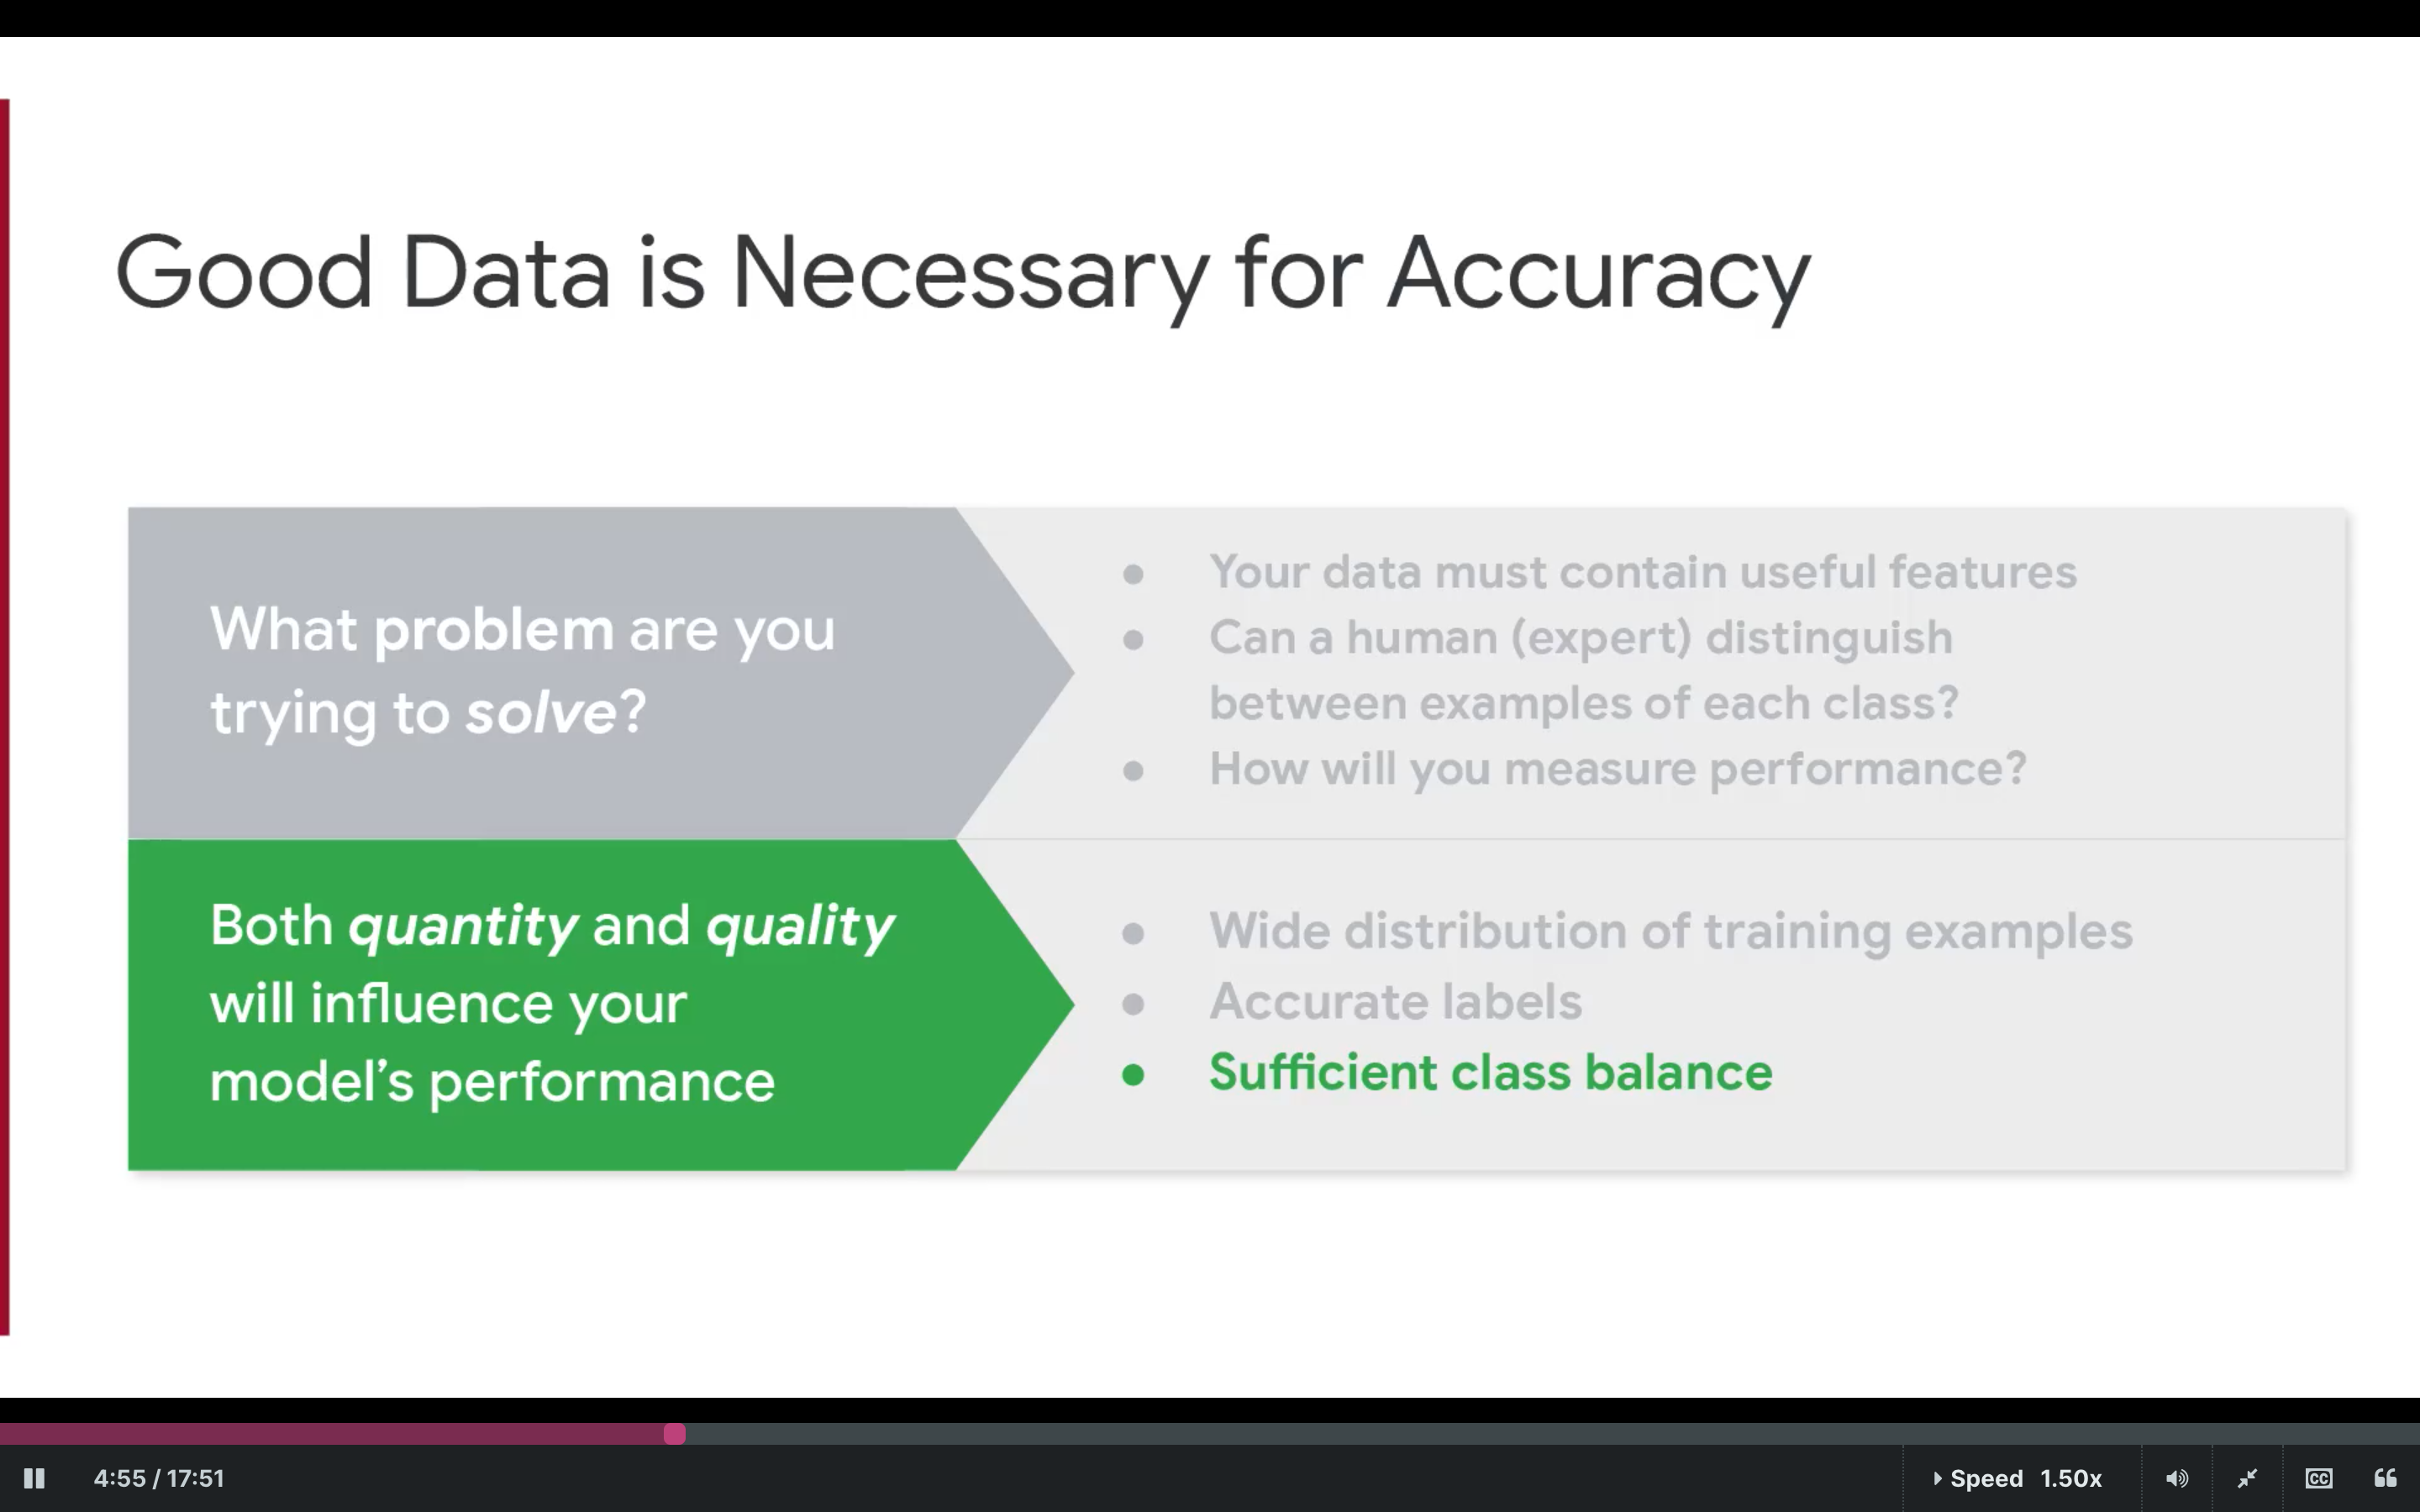 Good Data is Necessary for Accuracy
What problem are you
trying to solve?
• Your data must contain useful features
• Can a human (expert) distinguish
between examples of each class?
• How will you measure performance?
Both quantity and quality
will influence your
model’s performance
• Wide distribution of training examples
• Accurate labels
• Sufficient class balance
4:55 / 17:51
Speed 1.50x
CC